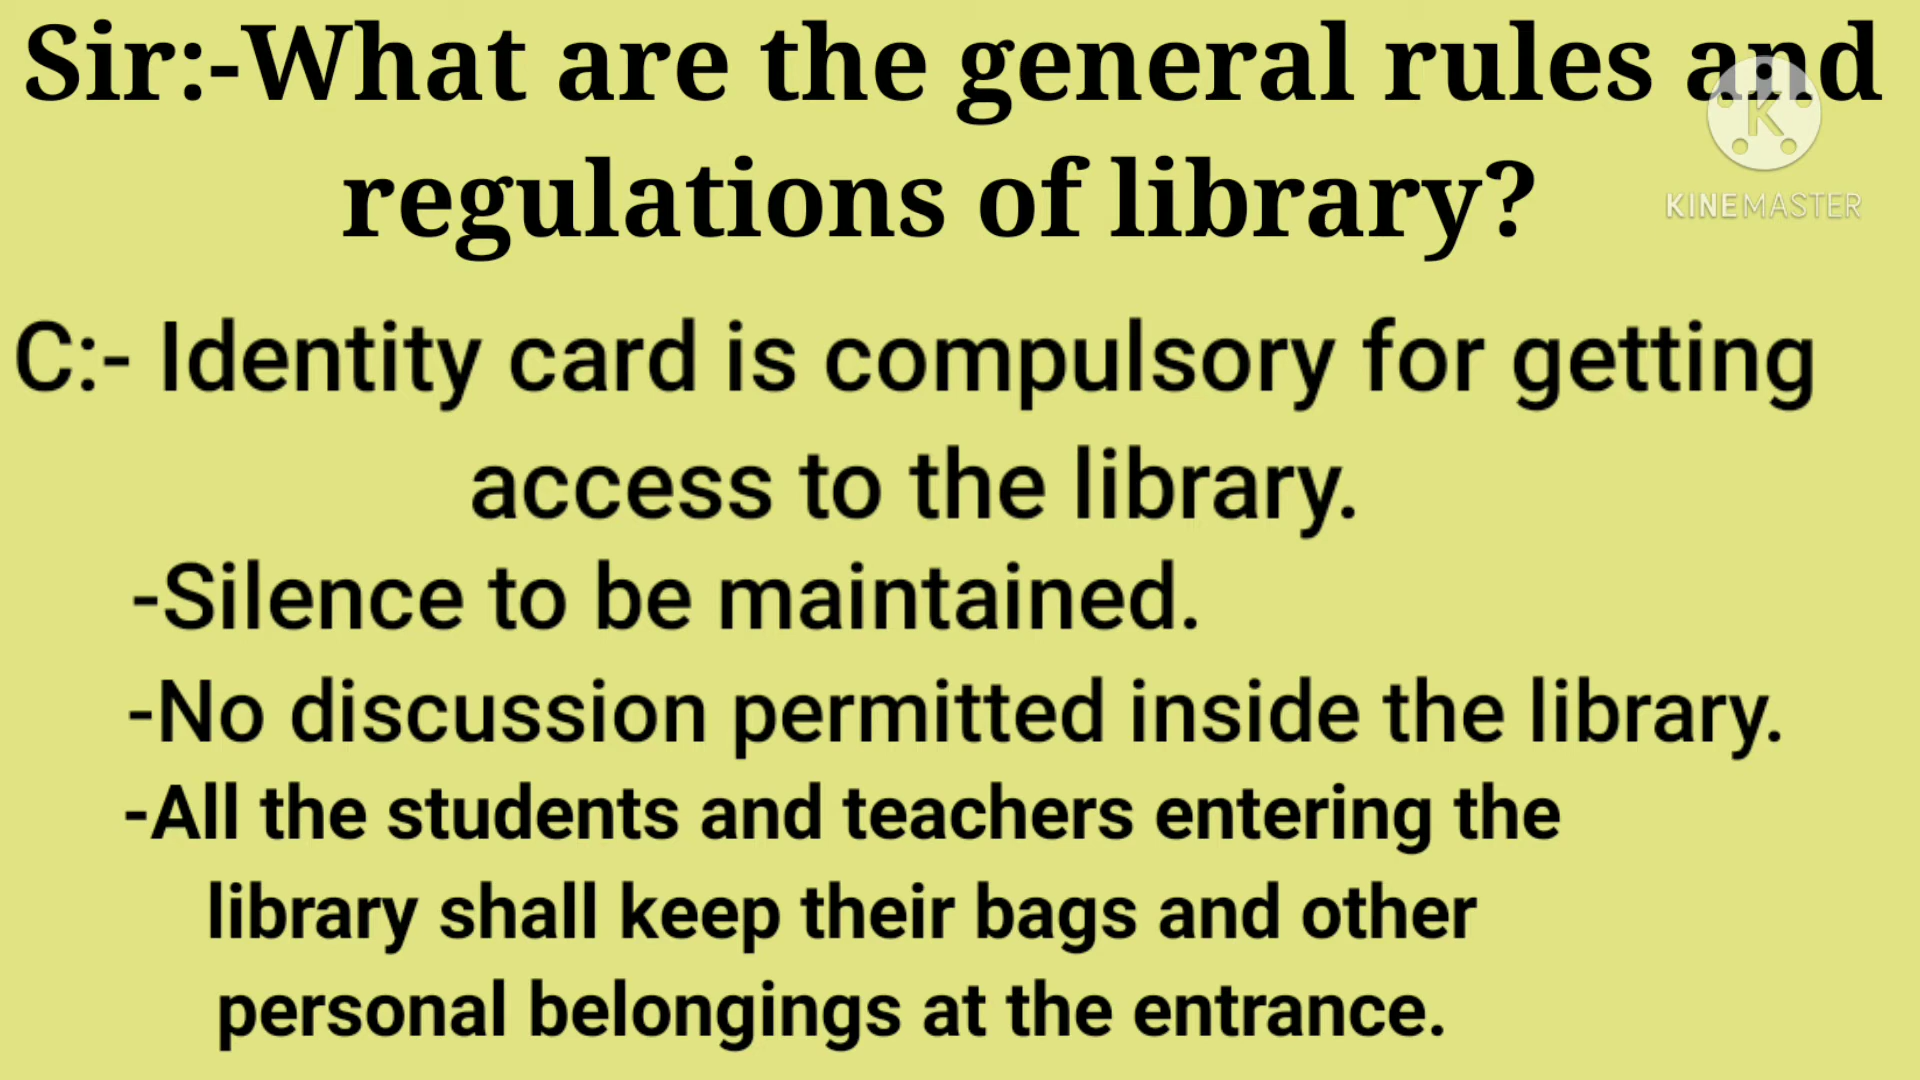 Sir:-What are the general rules and
regulations of library?
KINEMASTER
C:- Identity card is compulsory for getting
access to the library.
-Silence to be maintained.
-No discussion permitted inside the library.
-All the students and teachers entering the
library shall keep their bags and other
personal belongings at the entrance.